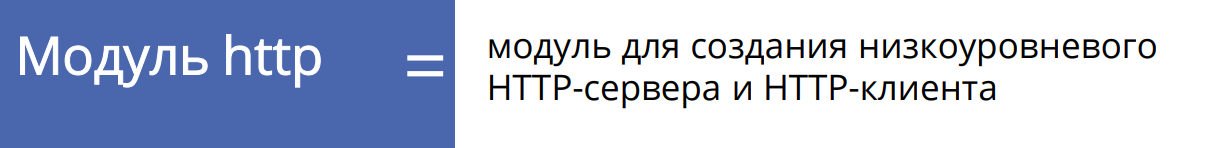 Модуль http =
модуль для создания низкоуровневого
HTTP-сервера и HTTP-клиента